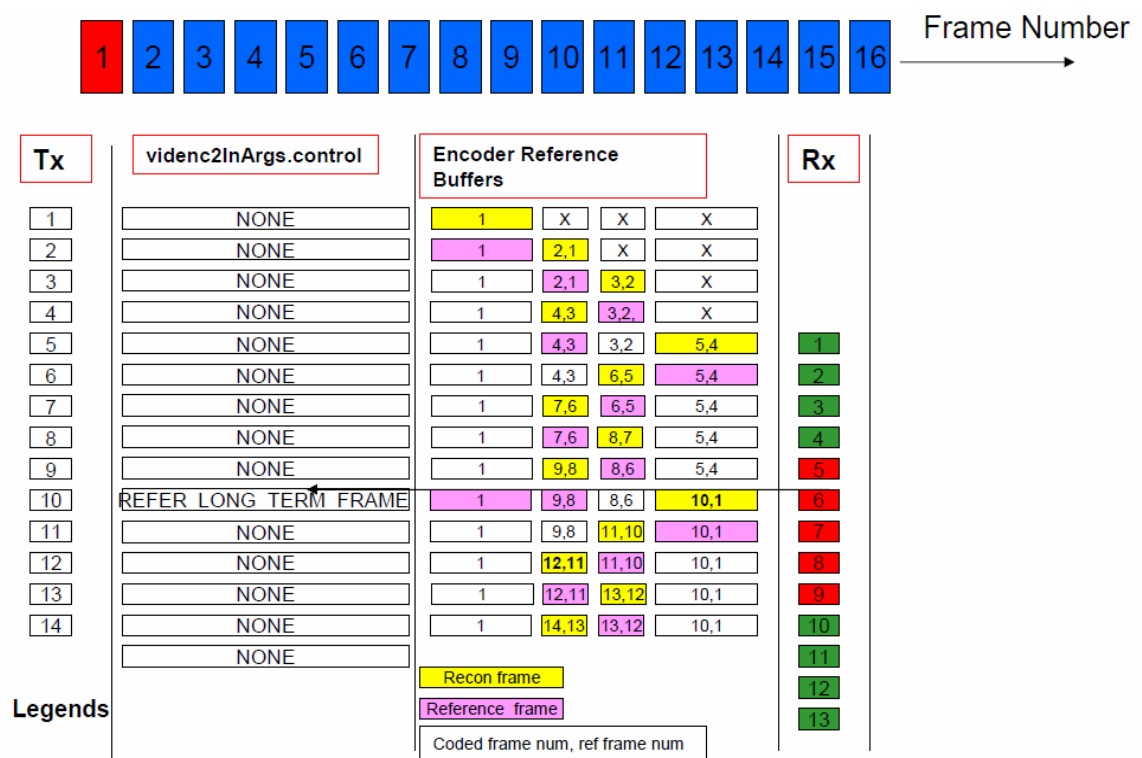 Frame Number
1 2 3 4 5 6 7 8 9 10 11 12 13 14 15 16
Tx videnc2InArgs.control Encoder Reference Buffers Rx
1 NONE 1 X X X
2 NONE 1 2,1 X X
3 NONE 1 2,1 3,2 X
4 NONE 1 4,3 3,2, X
5 NONE 1 4,3 3,2 5,4 1
6 NONE 1 4,3 6,5 5,4 2
7 NONE 1 7,6 6,5 5,4 3
8 NONE 1 7,6 8,7 5,4 4
9 NONE 1 9,8 8,6 5,4 5
10 REFER LONG TERM FRAME 1 9,8 8,6 10,1 6
11 NONE 1 9,8 11,10 10,1 7
12 NONE 1 12,11 11,10 10,1 8
13 NONE 1 12,11 13,12 10,1 9
14 NONE 1 14,13 13,12 10,1 10
NONE 11
12
13
Legends
Recon frame
Reference frame
Coded frame num, ref frame num